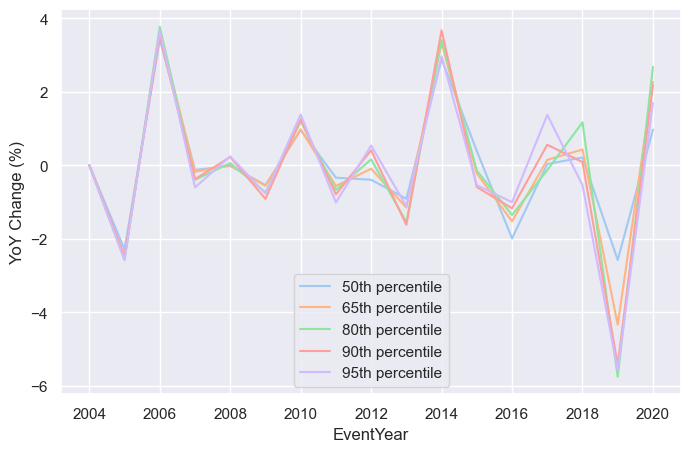 4
2
0
−2
−4
−6
YoY Change (%)
50th percentile
65th percentile
80th percentile
90th percentile
95th percentile
2004 2006 2008 2010 2012 2014 2016 2018 2020
EventYear